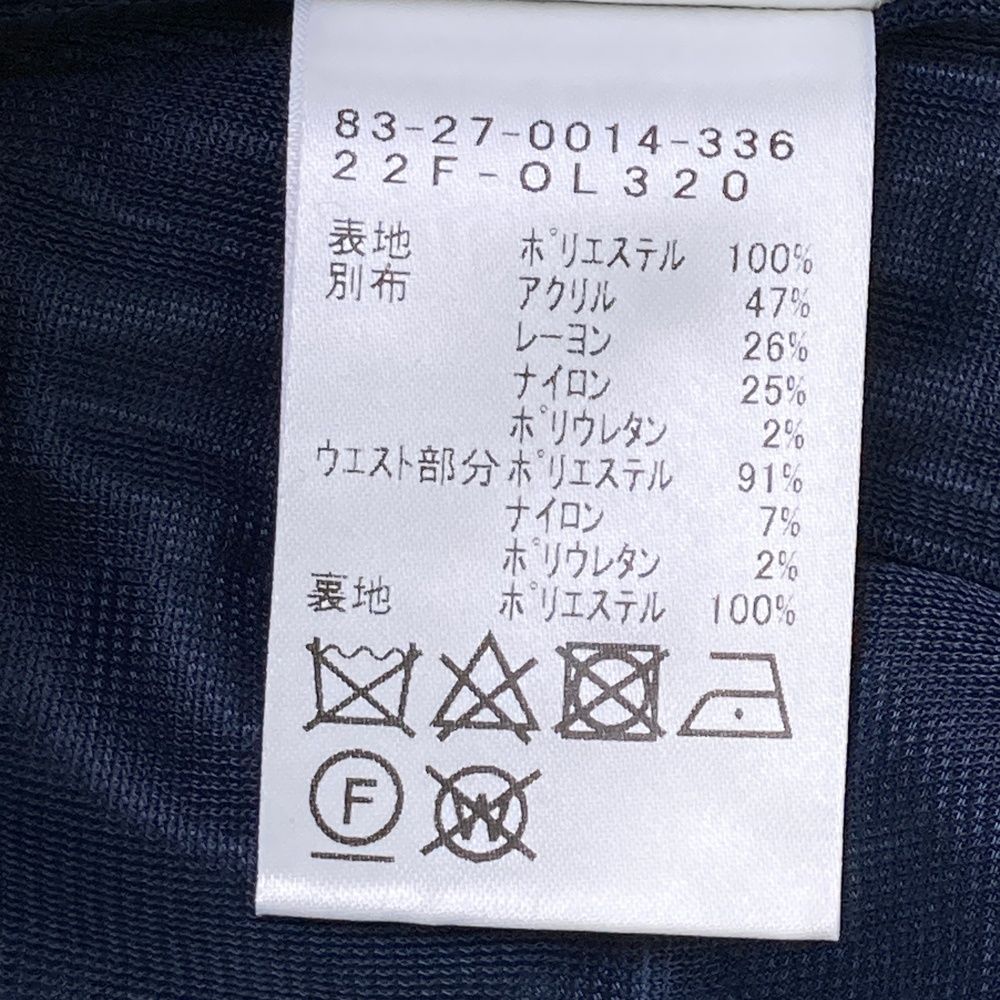 83-27-0014-336
22F-OL320
表地 ポリエステル 100%
別布 アクリル 47%
レーヨン 26%
ナイロン 25%
ポリウレタン 2%
ウエスト部分 ポリエステル 91%
ナイロン 7%
ポリウレタン 2%
裏地 ポリエステル 100%
F W